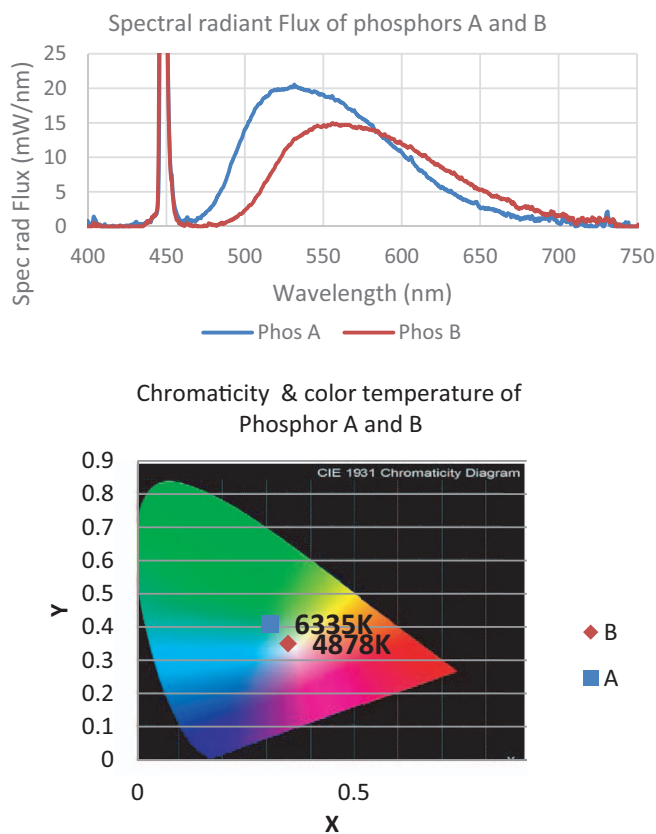 Spectral radiant Flux of phosphors A and B
Spec rad Flux (mW/nm)
25
20
15
10
5
0
400 450 500 550 600 650 700 750
Wavelength (nm)
Phos A Phos B
Chromaticity & color temperature of
Phosphor A and B
CIE 1931 Chromaticity Diagram
Y
0.9
0.8
0.7
0.6
0.5
0.4
0.3
0.2
0.1
0
6335K
4878K
B
A
0 0.5
X